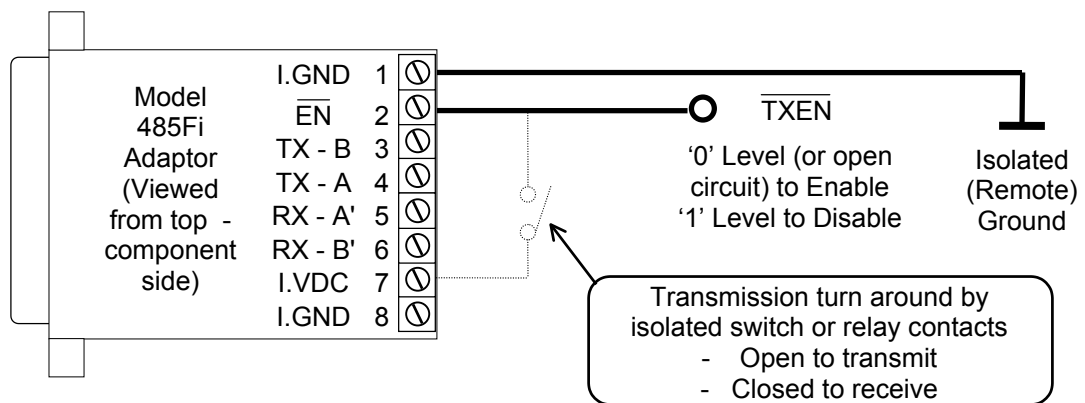 Model
485Fi
Adaptor
(Viewed
from top -
component
side)
I.GND 1
EN 2
TX - B 3
TX - A 4
RX - A' 5
RX - B' 6
I.VDC 7
I.GND 8
TXEN
‘0’ Level (or open
circuit) to Enable
‘1’ Level to Disable
Isolated
(Remote)
Ground
Transmission turn around by
isolated switch or relay contacts
- Open to transmit
- Closed to receive